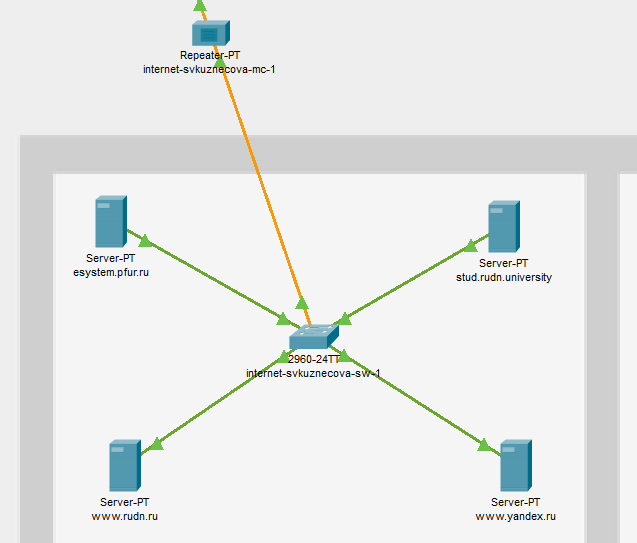 Repeater-PT
internet-svkuznecova-mc-1
Server-PT
esystem.pfur.ru
Server-PT
stud.rudn.university
2960-24TT
internet-svkuznecova-sw-1
Server-PT
www.rudn.ru
Server-PT
www.yandex.ru